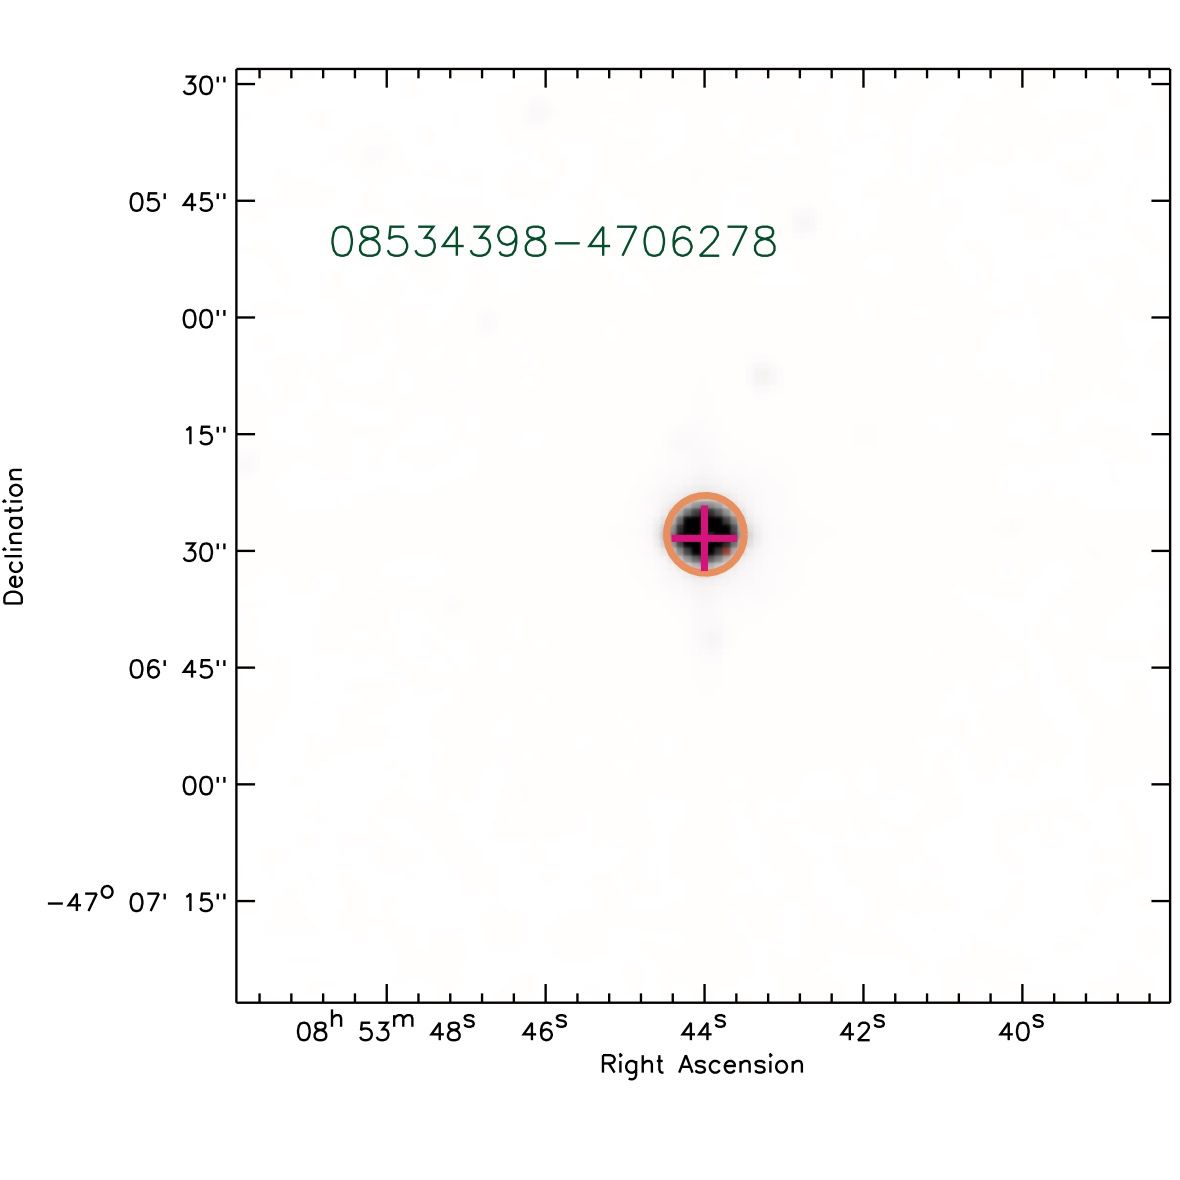 30"
05' 45"
08534398-4706278
00"
15"
30"
06' 45"
00"
-47° 07' 15"
Declination
08h 53m 48s 46s 44s 42s 40s
Right Ascension